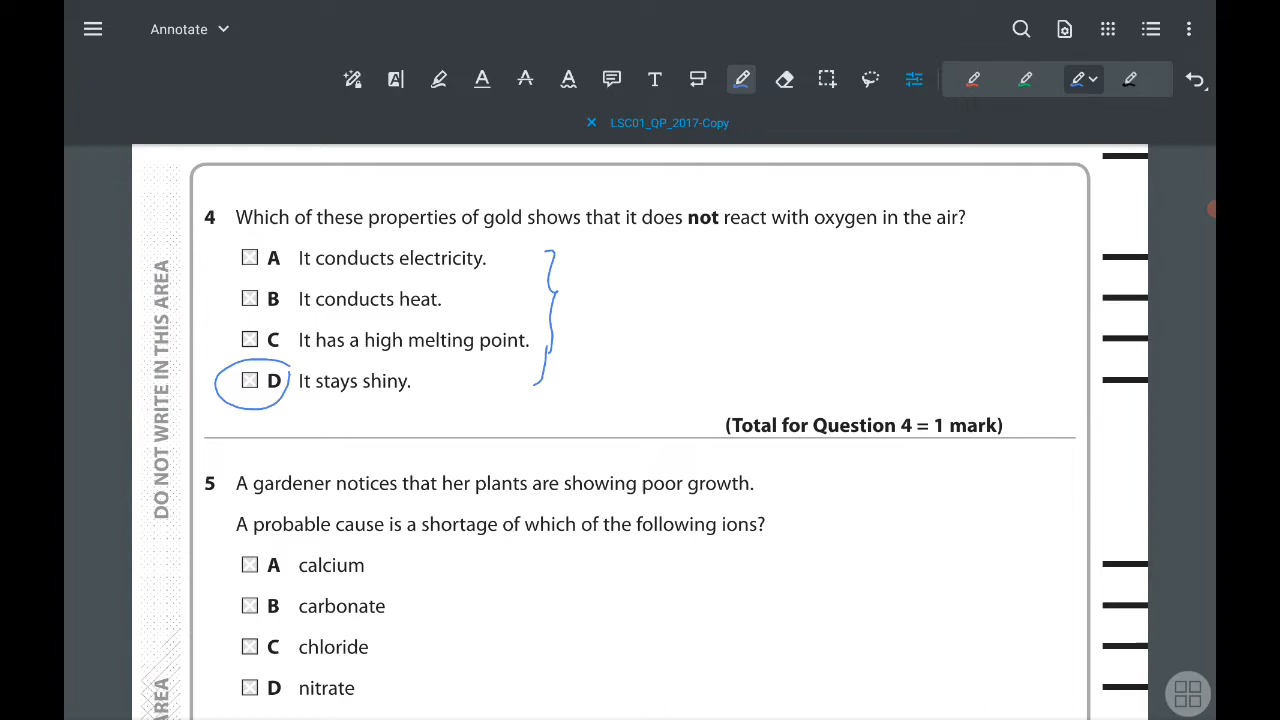 Annotate
LSC01_QP_2017-Copy
4 Which of these properties of gold shows that it does not react with oxygen in the air?
A It conducts electricity.
B It conducts heat.
C It has a high melting point.
D It stays shiny.
(Total for Question 4 = 1 mark)
5 A gardener notices that her plants are showing poor growth.
A probable cause is a shortage of which of the following ions?
A calcium
B carbonate
C chloride
D nitrate
DO NOT WRITE IN THIS AREA
AREA